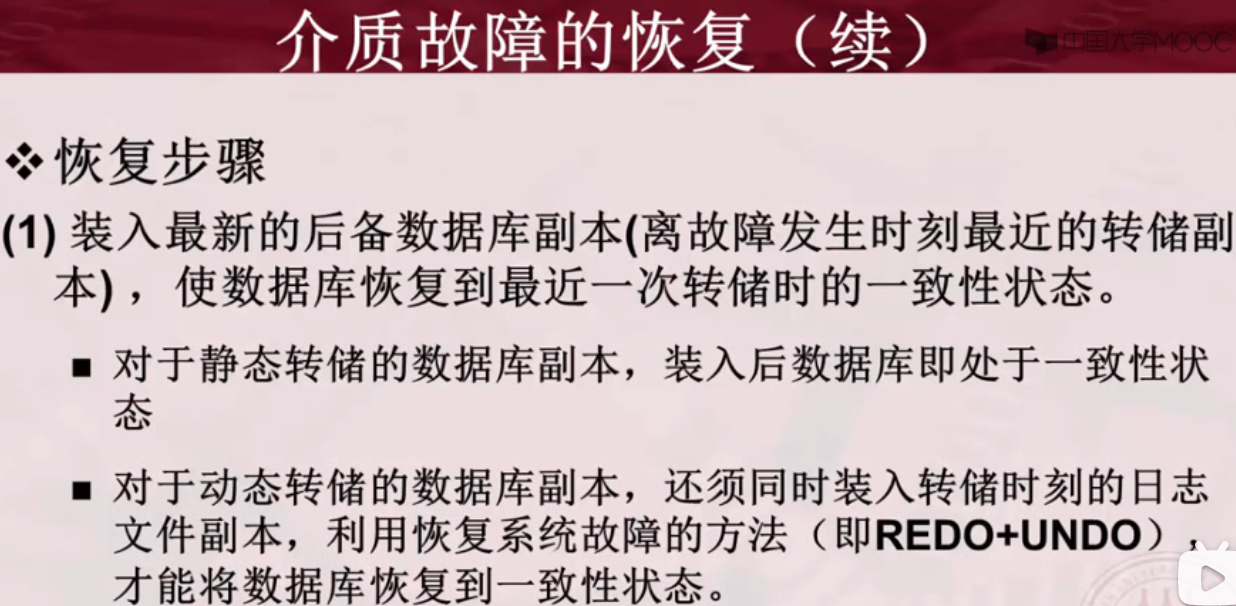 介质故障的恢复（续）
中国大学MOOC
❖恢复步骤
(1) 装入最新的后备数据库副本(离故障发生时刻最近的转储副
本) ，使数据库恢复到最近一次转储时的一致性状态。
■ 对于静态转储的数据库副本，装入后数据库即处于一致性状
态
■ 对于动态转储的数据库副本，还须同时装入转储时刻的日志
文件副本，利用恢复系统故障的方法（即REDO+UNDO），
才能将数据库恢复到一致性状态。